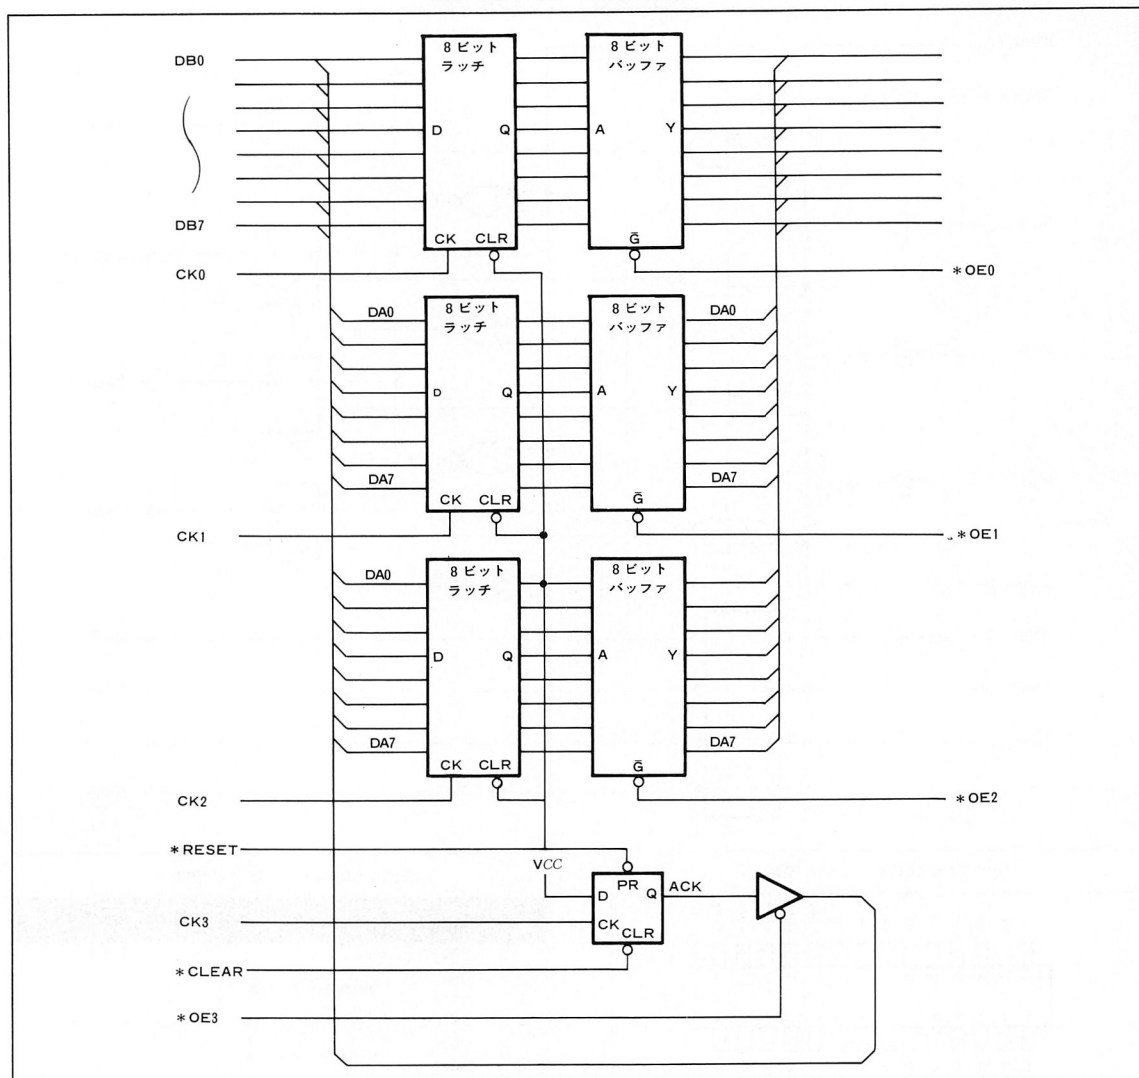 8ビット
ラッチ
8ビット
バッファ
DB0
D
Q
A
Y
DB7
CK
CLR
G̅
CK0
*OE0
DA0
8ビット
ラッチ
8ビット
バッファ
DA0
D
Q
A
Y
DA7
DA7
CK
CLR
G̅
CK1
*OE1
DA0
8ビット
ラッチ
8ビット
バッファ
D
Q
A
Y
DA7
DA7
CK
CLR
G̅
CK2
*OE2
*RESET
VCC
PR
D
Q
ACK
CK3
CK
CLR
*CLEAR
*OE3